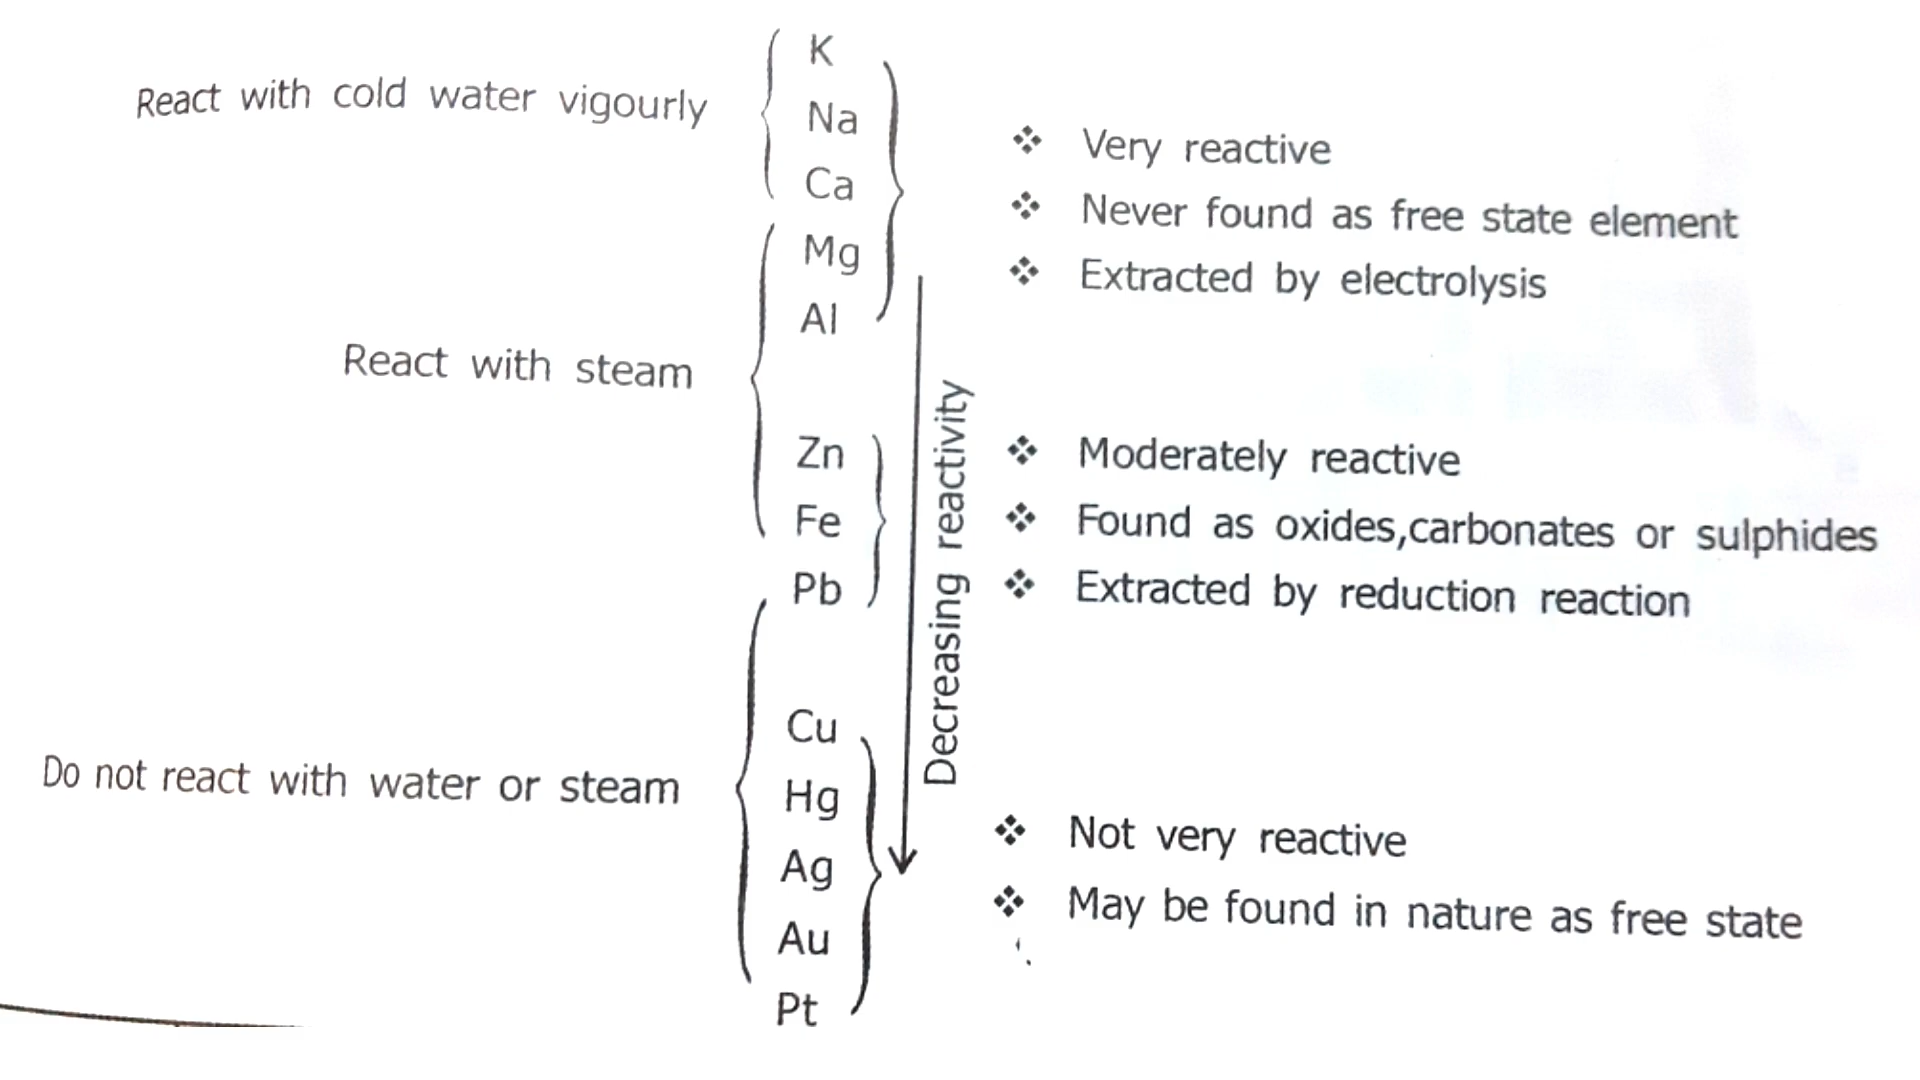 K
React with cold water vigourly
Na
Ca
❖ Very reactive
❖ Never found as free state element
❖ Extracted by electrolysis
Mg
Al
React with steam
Zn
Fe
Pb
Decreasing reactivity
❖ Moderately reactive
❖ Found as oxides,carbonates or sulphides
❖ Extracted by reduction reaction
Cu
Do not react with water or steam
Hg
Ag
Au
Pt
❖ Not very reactive
❖ May be found in nature as free state